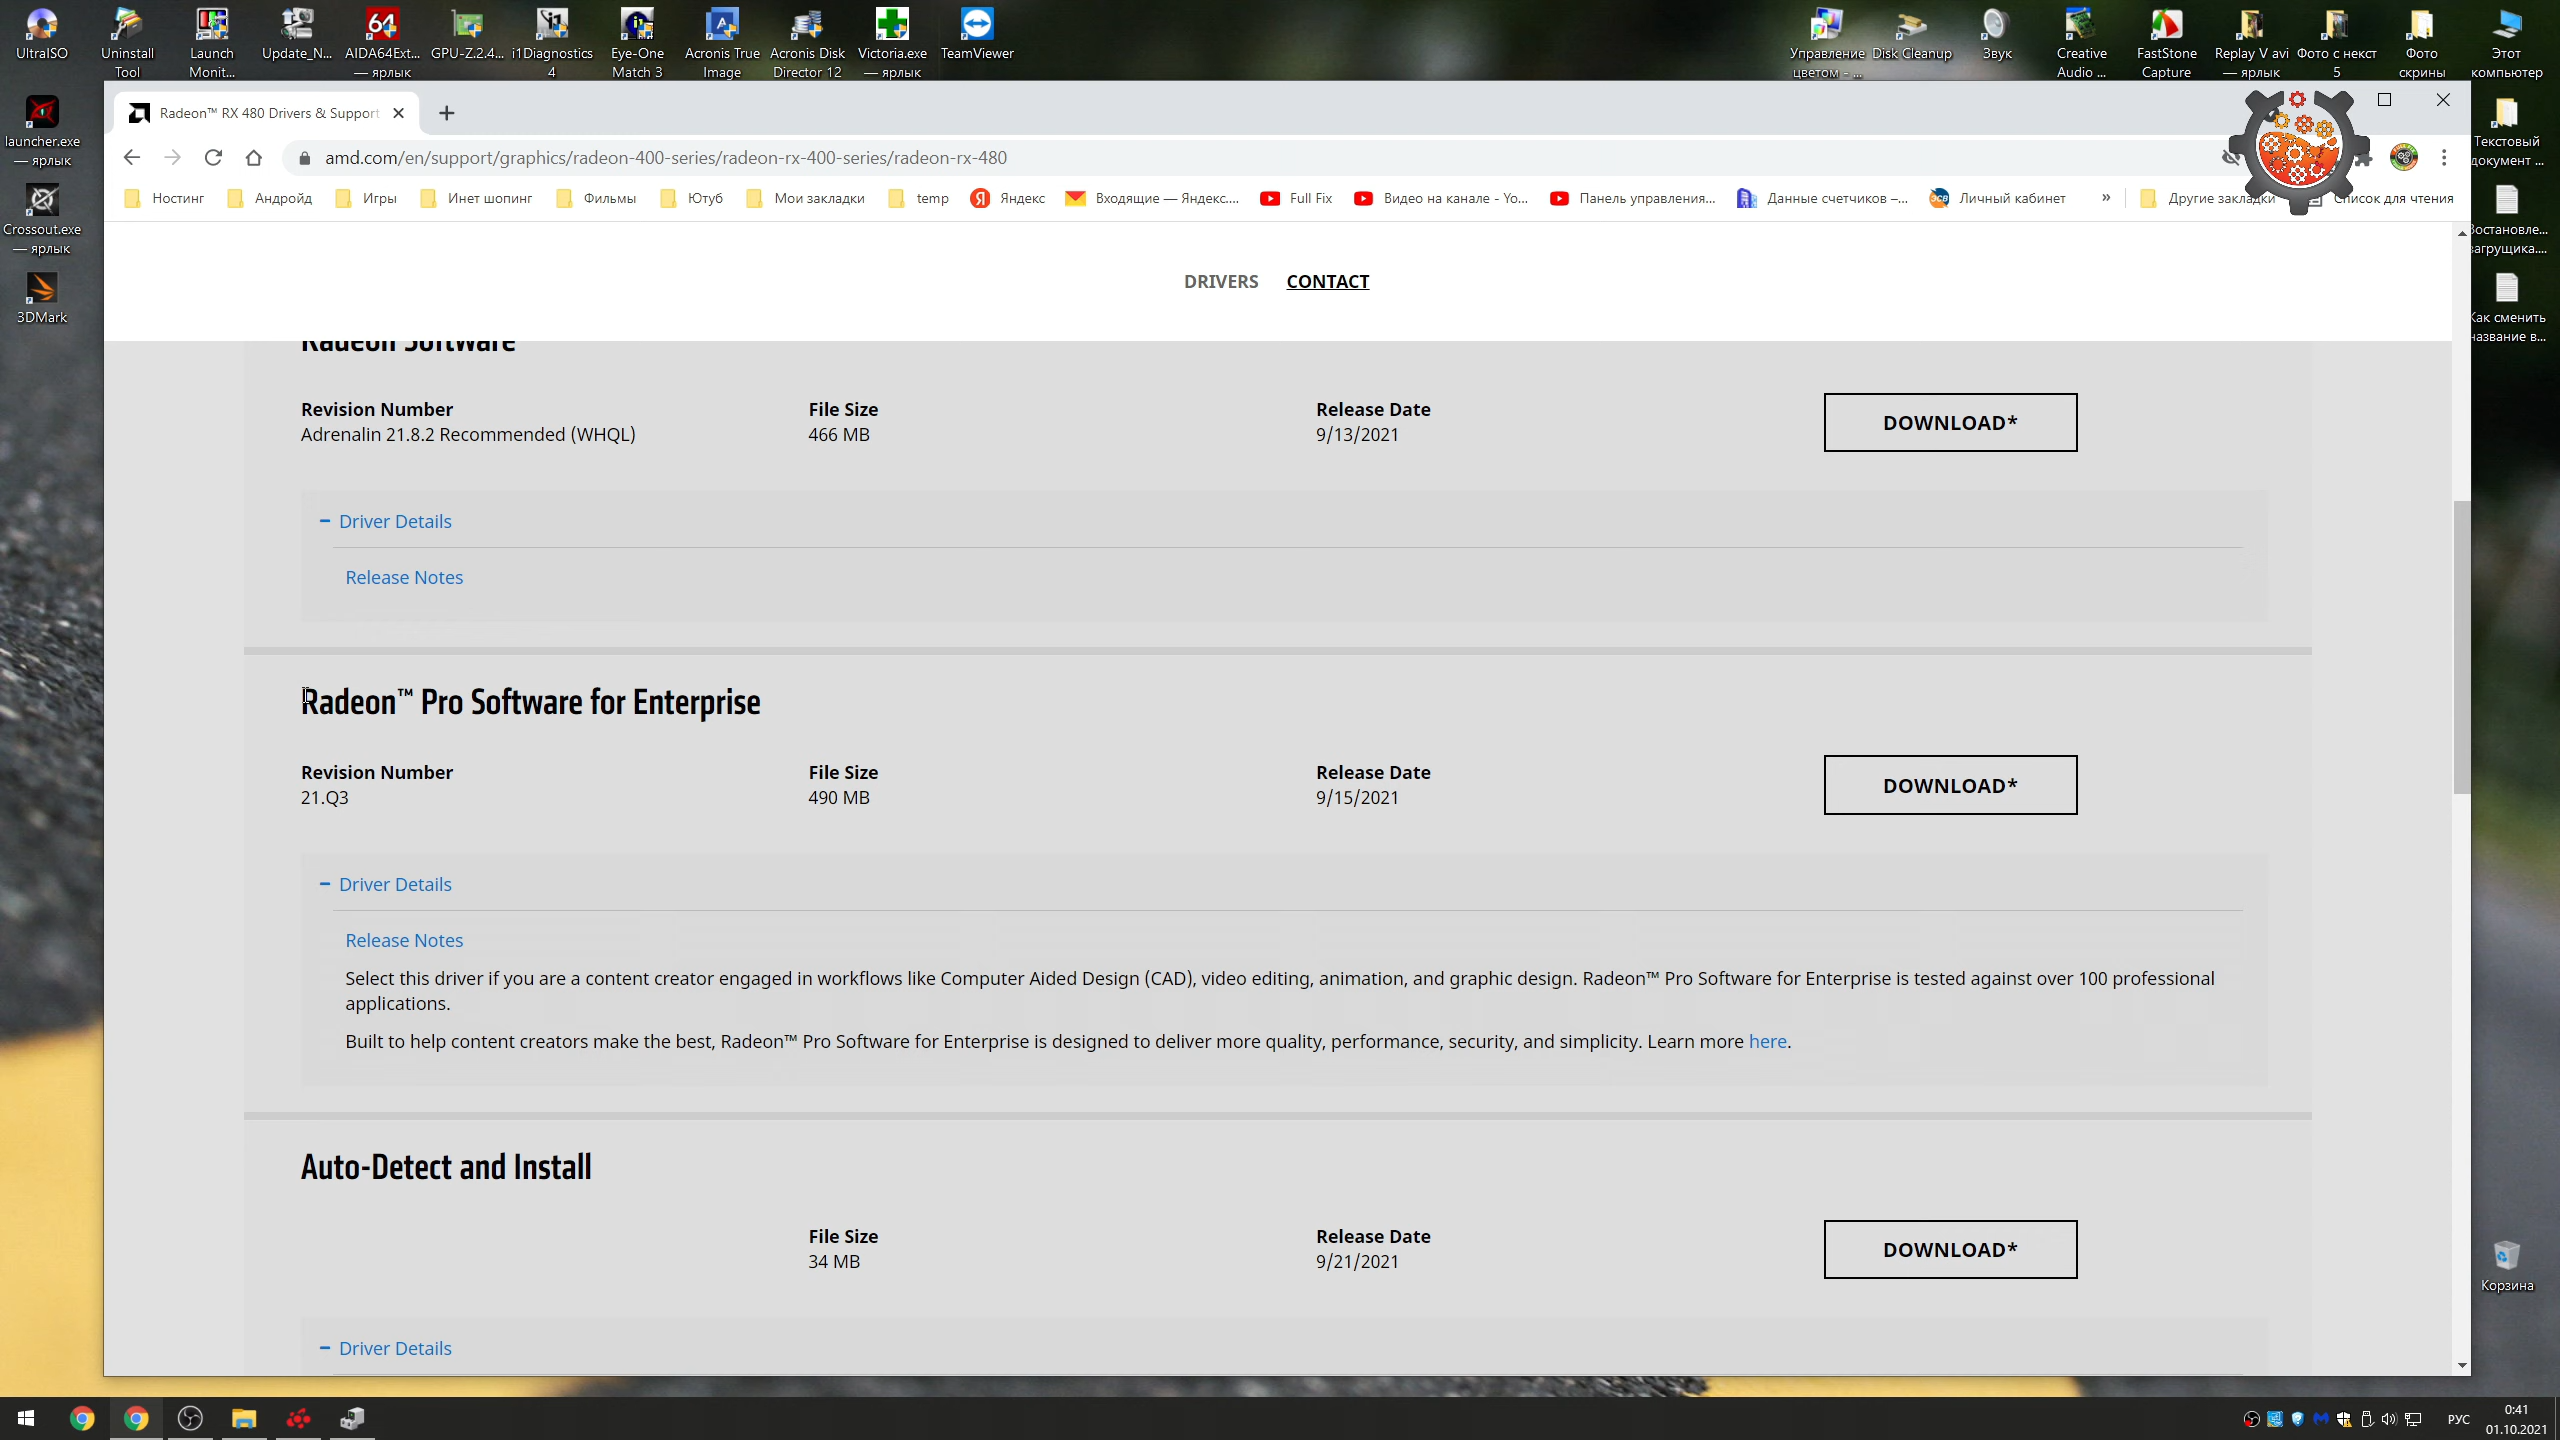 UltraISO
Uninstall
Tool
Launch
Monit...
Update_N...
AIDA64Ext...
— ярлык
GPU-Z.2.4...
i1Diagnostics
4
Eye-One
Match 3
Acronis True
Image
Acronis Disk
Director 12
Victoria.exe
— ярлык
TeamViewer
Управление
цветом - ...
Disk Cleanup
Звук
Creative
Audio ...
FastStone
Capture
Replay V avi
— ярлык
Фото с некст
5
Фото
скрины
Этот
компьютер
launcher.exe
— ярлык
Crossout.exe
— ярлык
3DMark
Radeon™ RX 480 Drivers & Support
amd.com/en/support/graphics/radeon-400-series/radeon-rx-400-series/radeon-rx-480
Ностинг
Андройд
Игры
Инет шопинг
Фильмы
Ютуб
Мои закладки
temp
Яндекс
Входящие — Яндекс....
Full Fix
Видео на канале - Yo...
Панель управления...
Данные счетчиков –...
Личный кабинет
»
Другие закладки
Список для чтения
DRIVERS CONTACT
Radeon Software
Revision Number File Size Release Date
Adrenalin 21.8.2 Recommended (WHQL) 466 MB 9/13/2021
DOWNLOAD*
− Driver Details
Release Notes
Radeon™ Pro Software for Enterprise
Revision Number File Size Release Date
21.Q3 490 MB 9/15/2021
DOWNLOAD*
− Driver Details
Release Notes
Select this driver if you are a content creator engaged in workflows like Computer Aided Design (CAD), video editing, animation, and graphic design. Radeon™ Pro Software for Enterprise is tested against over 100 professional
applications.
Built to help content creators make the best, Radeon™ Pro Software for Enterprise is designed to deliver more quality, performance, security, and simplicity. Learn more here.
Auto-Detect and Install
File Size Release Date
34 MB 9/21/2021
DOWNLOAD*
− Driver Details
Текстовый
документ ...
Востановле...
загрущика....
Как сменить
название в...
Корзина
РУС
0:41
01.10.2021